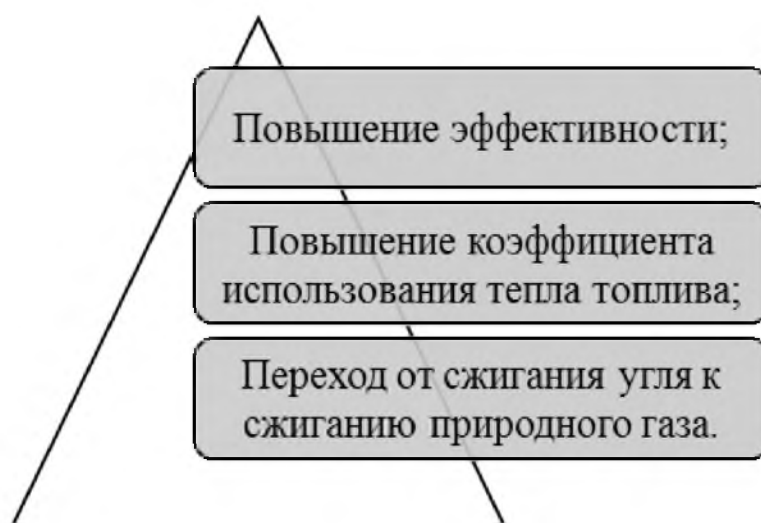 Повышение эффективности;
Повышение коэффициента
использования тепла топлива;
Переход от сжигания угля к
сжиганию природного газа.